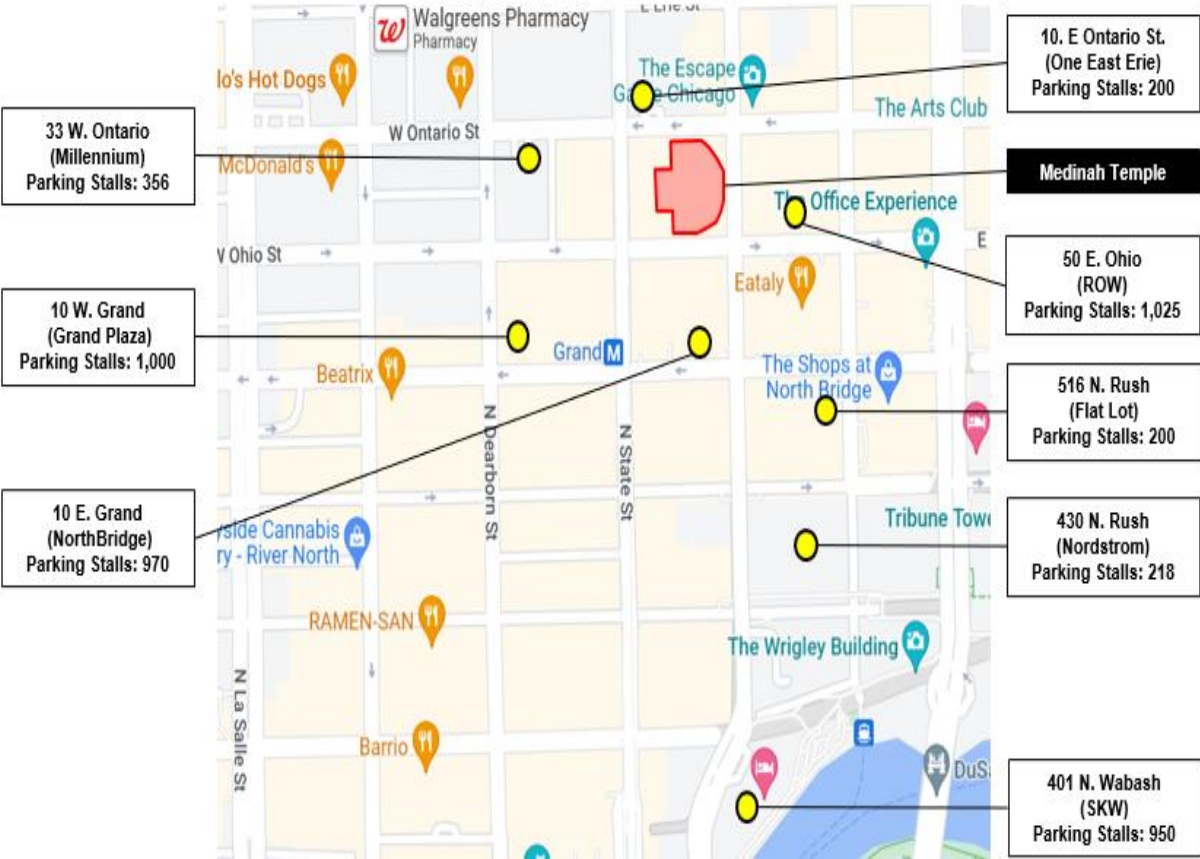 E Erie St
Walgreens Pharmacy
Pharmacy
lo's Hot Dogs
The Escape
Game Chicago
The Arts Club
W Ontario St
McDonald's
The Office Experience
W Ohio St
E
Eataly
Grand M
Beatrix
The Shops at
North Bridge
N Dearborn St
N State St
yside Cannabis
ry - River North
Tribune Towe
RAMEN-SAN
The Wrigley Building
N La Salle St
Barrio
DuSa
33 W. Ontario
(Millennium)
Parking Stalls: 356
10 W. Grand
(Grand Plaza)
Parking Stalls: 1,000
10 E. Grand
(NorthBridge)
Parking Stalls: 970
10. E Ontario St.
(One East Erie)
Parking Stalls: 200
Medinah Temple
50 E. Ohio
(ROW)
Parking Stalls: 1,025
516 N. Rush
(Flat Lot)
Parking Stalls: 200
430 N. Rush
(Nordstrom)
Parking Stalls: 218
401 N. Wabash
(SKW)
Parking Stalls: 950